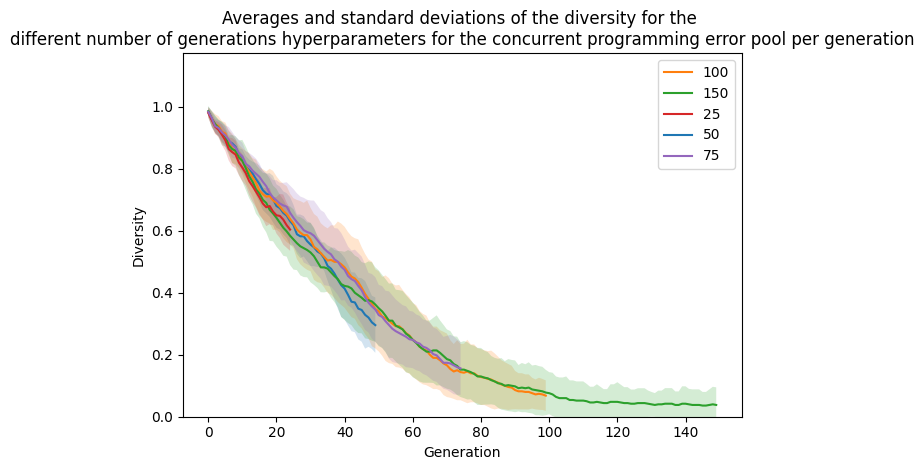 Averages and standard deviations of the diversity for the
different number of generations hyperparameters for the concurrent programming error pool per generation
100
150
25
50
75
Diversity
1.0
0.8
0.6
0.4
0.2
0.0
0 20 40 60 80 100 120 140
Generation